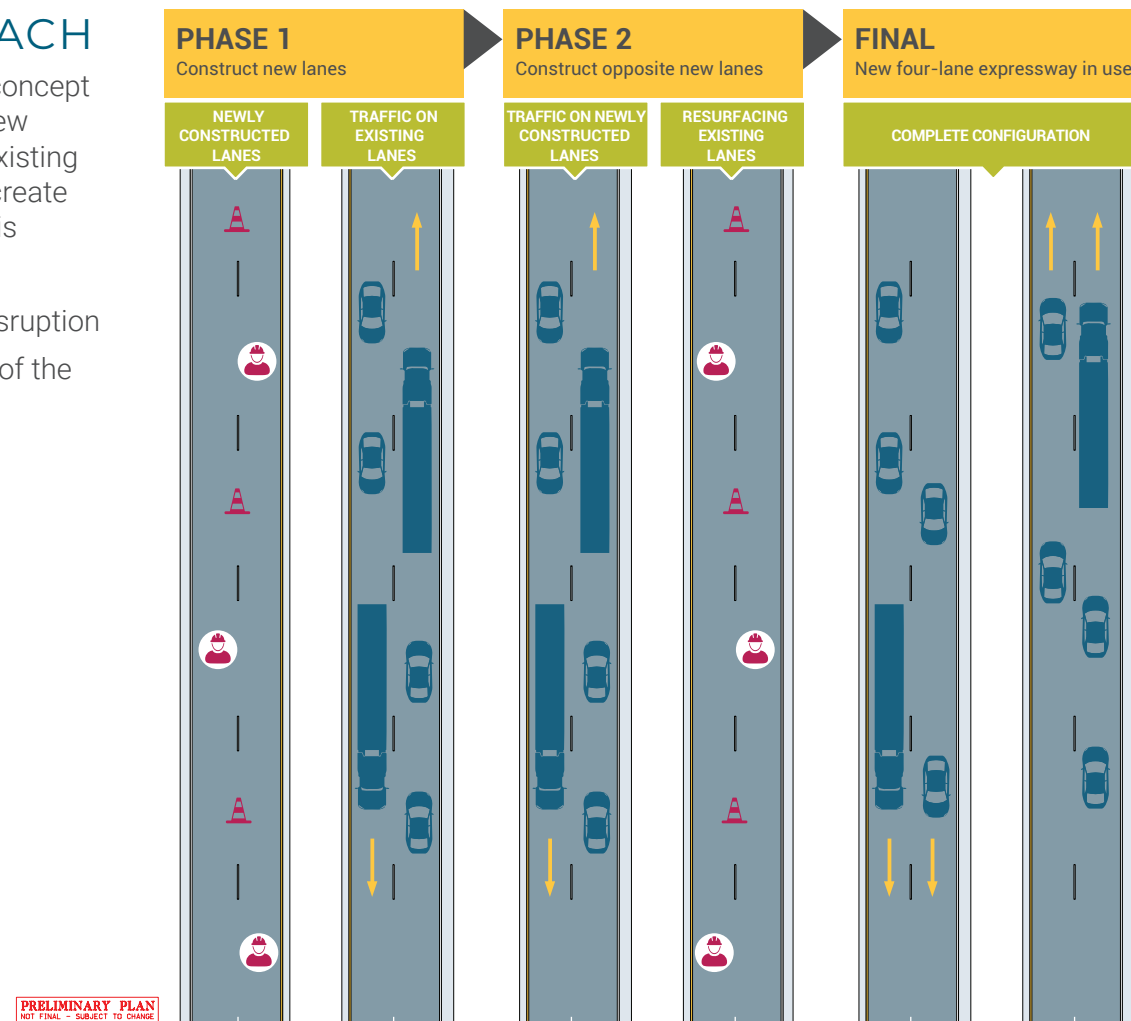 ACH
concept
ew
xisting
create
is
sruption
of the
PHASE 1
Construct new lanes
PHASE 2
Construct opposite new lanes
FINAL
New four-lane expressway in use
NEWLY
CONSTRUCTED
LANES
TRAFFIC ON
EXISTING
LANES
TRAFFIC ON NEWLY
CONSTRUCTED
LANES
RESURFACING
EXISTING
LANES
COMPLETE CONFIGURATION
PRELIMINARY PLAN
NOT FINAL - SUBJECT TO CHANGE